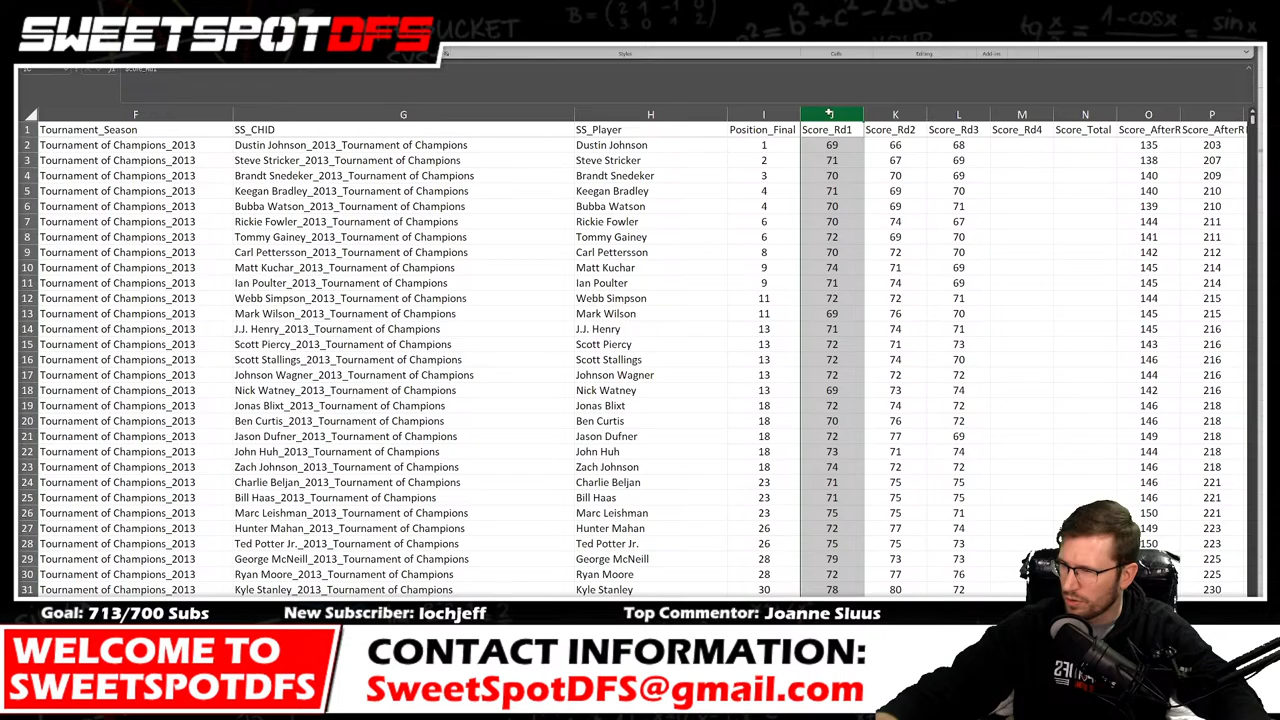 SWEETSPOTDFS
BUCKET
1-cosx
sin x
Styles Cells Editing Add-ins
F G H I J K L M N O P
1 Tournament_Season SS_CHID SS_Player Position_Final Score_Rd1 Score_Rd2 Score_Rd3 Score_Rd4 Score_Total Score_AfterR Score_AfterR
2 Tournament of Champions_2013 Dustin Johnson_2013_Tournament of Champions Dustin Johnson 1 69 66 68 135 203
3 Tournament of Champions_2013 Steve Stricker_2013_Tournament of Champions Steve Stricker 2 71 67 69 138 207
4 Tournament of Champions_2013 Brandt Snedeker_2013_Tournament of Champions Brandt Snedeker 3 70 70 69 140 209
5 Tournament of Champions_2013 Keegan Bradley_2013_Tournament of Champions Keegan Bradley 4 71 69 70 140 210
6 Tournament of Champions_2013 Bubba Watson_2013_Tournament of Champions Bubba Watson 4 70 69 71 139 210
7 Tournament of Champions_2013 Rickie Fowler_2013_Tournament of Champions Rickie Fowler 6 70 74 67 144 211
8 Tournament of Champions_2013 Tommy Gainey_2013_Tournament of Champions Tommy Gainey 6 72 69 70 141 211
9 Tournament of Champions_2013 Carl Pettersson_2013_Tournament of Champions Carl Pettersson 8 70 72 70 142 212
10 Tournament of Champions_2013 Matt Kuchar_2013_Tournament of Champions Matt Kuchar 9 74 71 69 145 214
11 Tournament of Champions_2013 Ian Poulter_2013_Tournament of Champions Ian Poulter 9 71 74 69 145 214
12 Tournament of Champions_2013 Webb Simpson_2013_Tournament of Champions Webb Simpson 11 72 72 71 144 215
13 Tournament of Champions_2013 Mark Wilson_2013_Tournament of Champions Mark Wilson 11 69 76 70 145 215
14 Tournament of Champions_2013 J.J. Henry_2013_Tournament of Champions J.J. Henry 13 71 74 71 145 216
15 Tournament of Champions_2013 Scott Piercy_2013_Tournament of Champions Scott Piercy 13 72 71 73 143 216
16 Tournament of Champions_2013 Scott Stallings_2013_Tournament of Champions Scott Stallings 13 72 74 70 146 216
17 Tournament of Champions_2013 Johnson Wagner_2013_Tournament of Champions Johnson Wagner 13 72 72 72 144 216
18 Tournament of Champions_2013 Nick Watney_2013_Tournament of Champions Nick Watney 13 69 73 74 142 216
19 Tournament of Champions_2013 Jonas Blixt_2013_Tournament of Champions Jonas Blixt 18 72 74 72 146 218
20 Tournament of Champions_2013 Ben Curtis_2013_Tournament of Champions Ben Curtis 18 70 76 72 146 218
21 Tournament of Champions_2013 Jason Dufner_2013_Tournament of Champions Jason Dufner 18 72 77 69 149 218
22 Tournament of Champions_2013 John Huh_2013_Tournament of Champions John Huh 18 73 71 74 144 218
23 Tournament of Champions_2013 Zach Johnson_2013_Tournament of Champions Zach Johnson 18 74 72 72 146 218
24 Tournament of Champions_2013 Charlie Beljan_2013_Tournament of Champions Charlie Beljan 23 71 75 75 146 221
25 Tournament of Champions_2013 Bill Haas_2013_Tournament of Champions Bill Haas 23 71 75 75 146 221
26 Tournament of Champions_2013 Marc Leishman_2013_Tournament of Champions Marc Leishman 23 75 75 71 150 221
27 Tournament of Champions_2013 Hunter Mahan_2013_Tournament of Champions Hunter Mahan 26 72 77 74 149 223
28 Tournament of Champions_2013 Ted Potter Jr._2013_Tournament of Champions Ted Potter Jr. 26 75 75 73 150 223
29 Tournament of Champions_2013 George McNeill_2013_Tournament of Champions George McNeill 28 79 73 73 225
30 Tournament of Champions_2013 Ryan Moore_2013_Tournament of Champions Ryan Moore 28 72 77 76 225
31 Tournament of Champions_2013 Kyle Stanley_2013_Tournament of Champions Kyle Stanley 30 78 80 72 230
Goal: 713/700 Subs New Subscriber: lochjeff Top Commentor: Joanne Sluus
WELCOME TO
SWEETSPOTDFS
CONTACT INFORMATION:
SweetSpotDFS@gmail.com